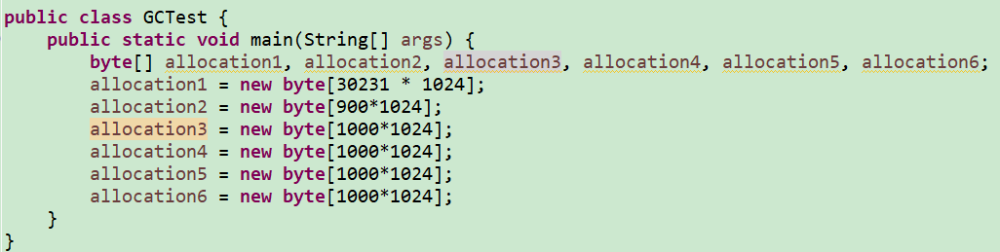 public class GCTest {
    public static void main(String[] args) {
        byte[] allocation1, allocation2, allocation3, allocation4, allocation5, allocation6;
        allocation1 = new byte[30231 * 1024];
        allocation2 = new byte[900*1024];
        allocation3 = new byte[1000*1024];
        allocation4 = new byte[1000*1024];
        allocation5 = new byte[1000*1024];
        allocation6 = new byte[1000*1024];
    }
}